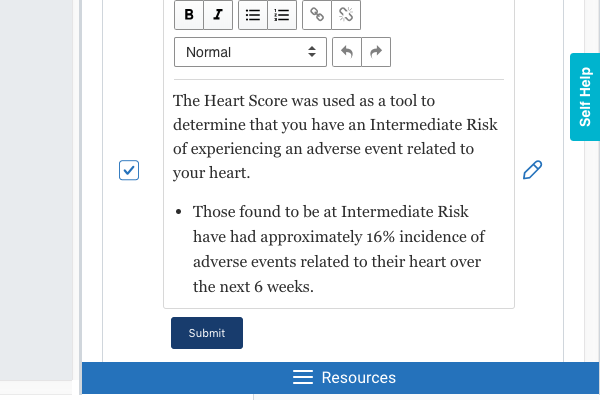 B I
Normal
The Heart Score was used as a tool to
determine that you have an Intermediate Risk
of experiencing an adverse event related to
your heart.
• Those found to be at Intermediate Risk
have had approximately 16% incidence of
adverse events related to their heart over
the next 6 weeks.
Submit
Self Help
Resources